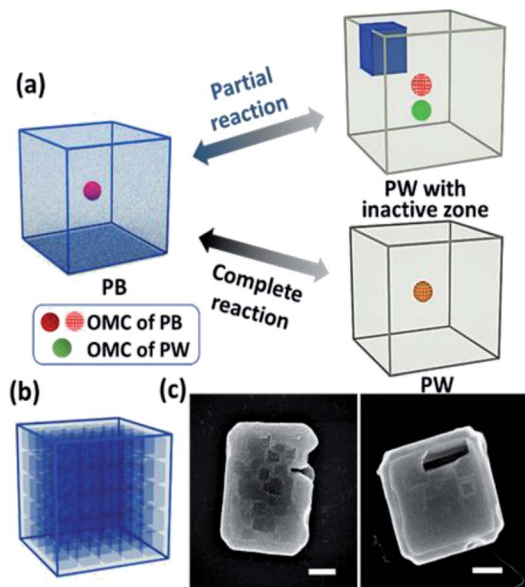 (a)
Partial
reaction
PB
PW with
inactive zone
Complete
reaction
OMC of PB
OMC of PW
PW
(b)
(c)